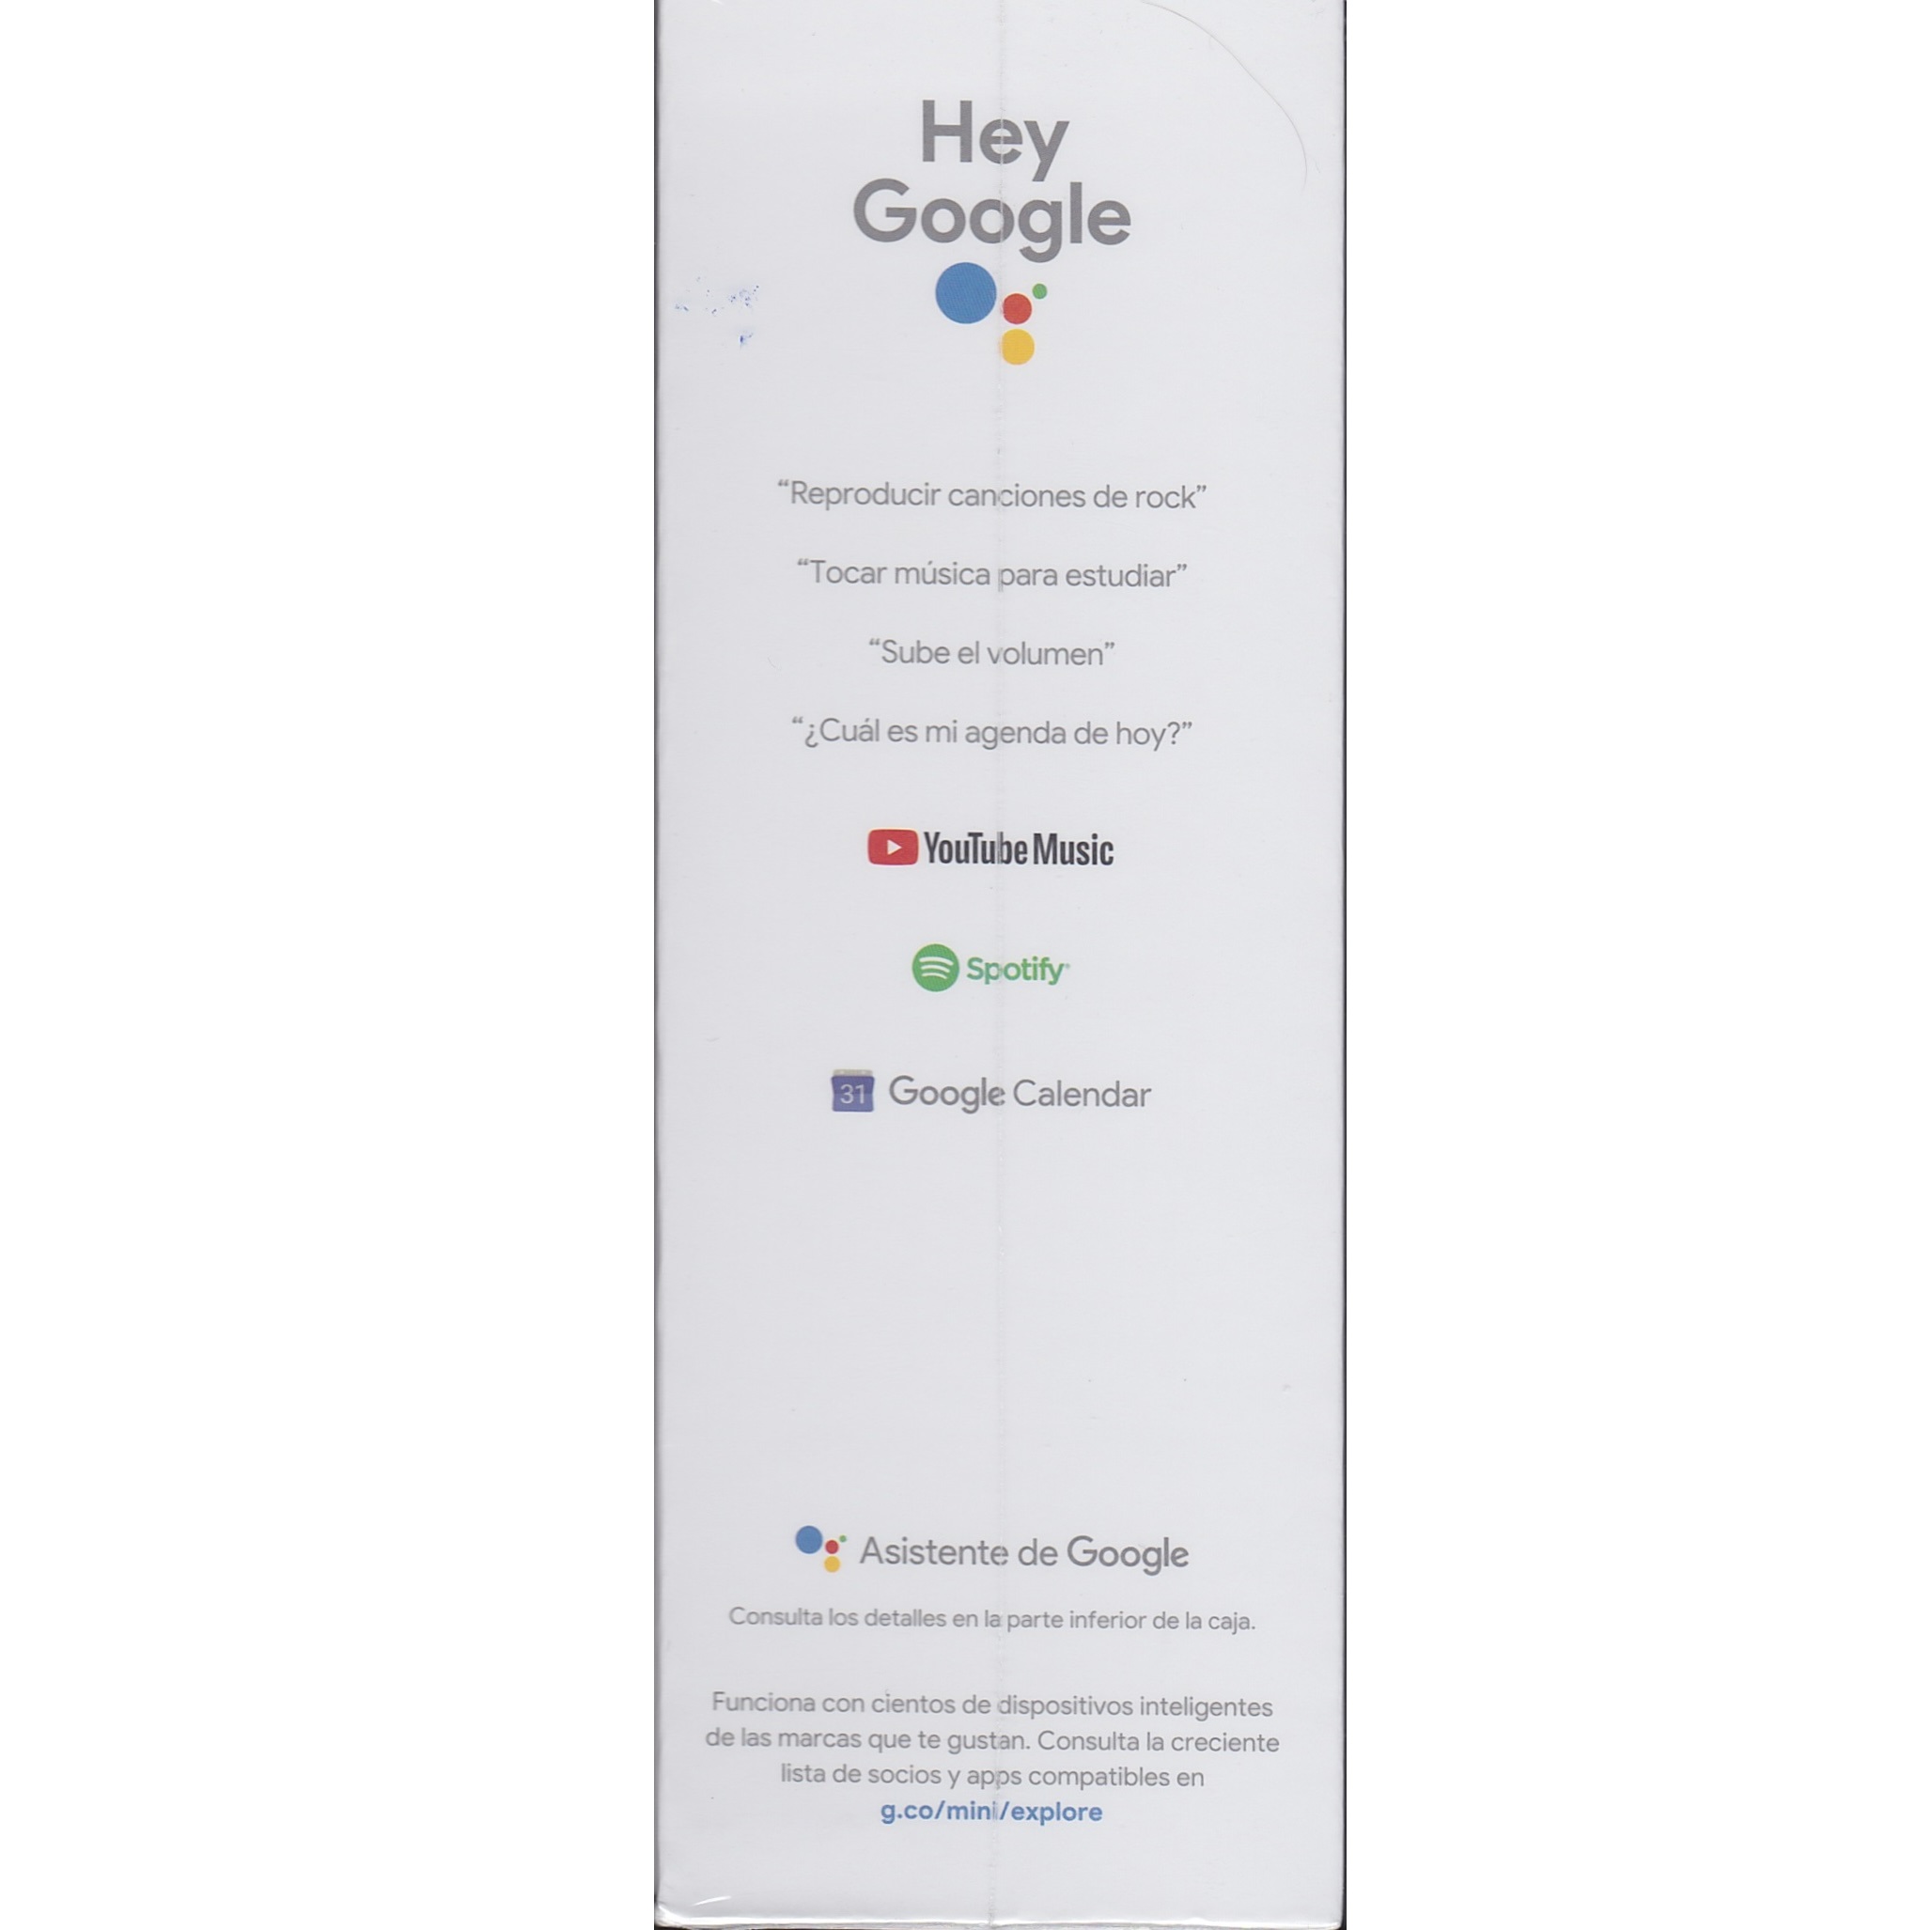 Hey
Google
“Reproducir canciones de rock”
“Tocar música para estudiar”
“Sube el volumen”
“¿Cuál es mi agenda de hoy?”
YouTube Music
Spotify
31 Google Calendar
Asistente de Google
Consulta los detalles en la parte inferior de la caja.
Funciona con cientos de dispositivos inteligentes
de las marcas que te gustan. Consulta la creciente
lista de socios y apps compatibles en
g.co/mini/explore